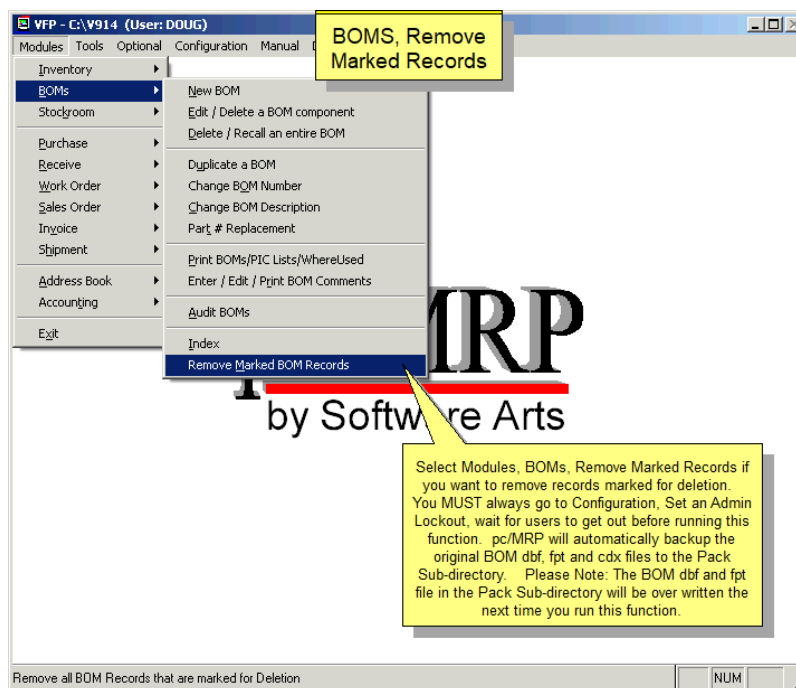 VFP - C:\V914 (User: DOUG)
BOMS, Remove
Marked Records
Modules Tools Optional Configuration Manual
Inventory
BOMs
Stockroom
Purchase
Receive
Work Order
Sales Order
Invoice
Shipment
Address Book
Accounting
Exit
New BOM
Edit / Delete a BOM component
Delete / Recall an entire BOM
Duplicate a BOM
Change BOM Number
Change BOM Description
Part # Replacement
Print BOMs/PIC Lists/WhereUsed
Enter / Edit / Print BOM Comments
Audit BOMs
Index
Remove Marked BOM Records
MRP
by Software Arts
Select Modules, BOMs, Remove Marked Records if
you want to remove records marked for deletion.
You MUST always go to Configuration, Set an Admin
Lockout, wait for users to get out before running this
function. pc/MRP will automatically backup the
original BOM dbf, fpt and cdx files to the Pack
Sub-directory. Please Note: The BOM dbf and fpt
file in the Pack Sub-directory will be over written the
next time you run this function.
Remove all BOM Records that are marked for Deletion
NUM